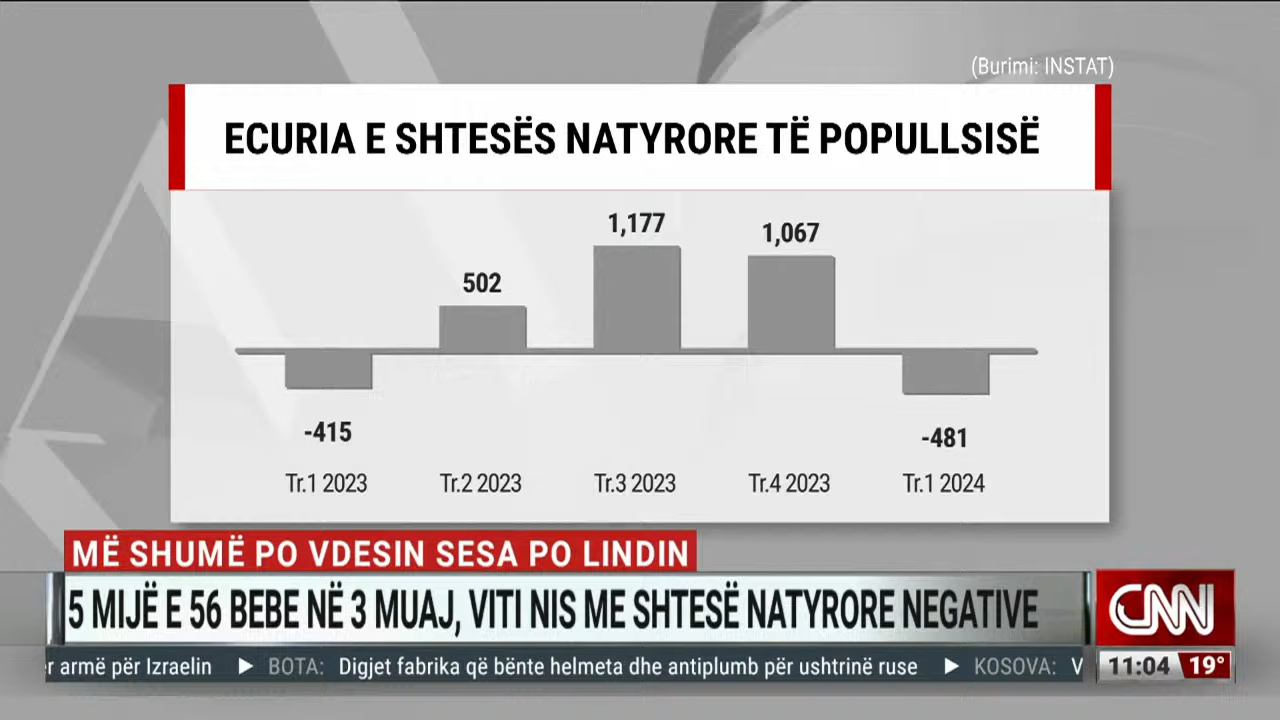 (Burimi: INSTAT)
ECURIA E SHTESËS NATYRORE TË POPULLSISË
1,177
1,067
502
-415
-481
Tr.1 2023 Tr.2 2023 Tr.3 2023 Tr.4 2023 Tr.1 2024
MË SHUMË PO VDESIN SESA PO LINDIN
5 MIJË E 56 BEBE NË 3 MUAJ, VITI NIS ME SHTESË NATYRORE NEGATIVE
CNN
r armë për Izraelin ▶ BOTA: Digjet fabrika që bënte helmeta dhe antiplumb për ushtrinë ruse ▶ KOSOVA: V
11:04 19°